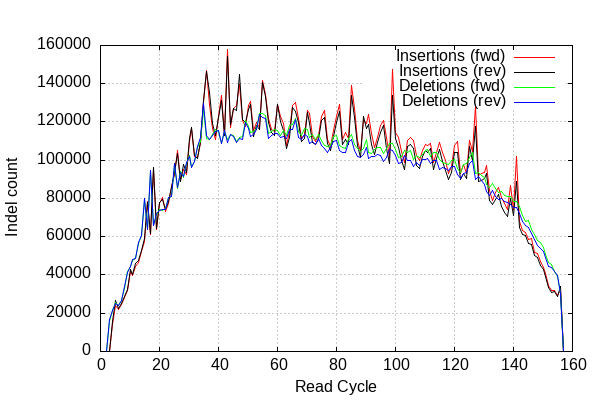 160000
140000
120000
100000
80000
60000
40000
20000
0
Indel count
Insertions (fwd)
Insertions (rev)
Deletions (fwd)
Deletions (rev)
0 20 40 60 80 100 120 140 160
Read Cycle